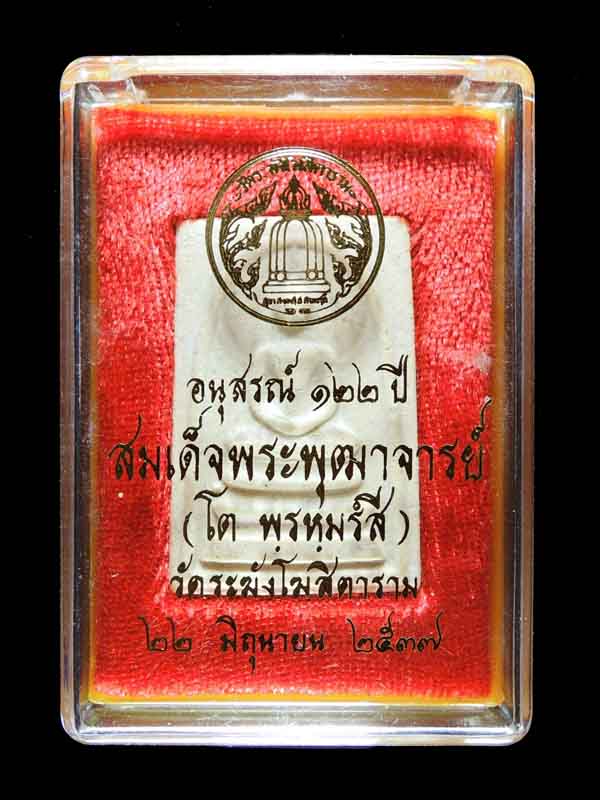 อนุสรณ์ ๑๒๒ ปี
สมเด็จพระพุฒาจารย์
(โต พฺรหฺมรํสี)
วัดระฆังโฆสิตาราม
๒๒ มิถุนายน ๒๕๓๗